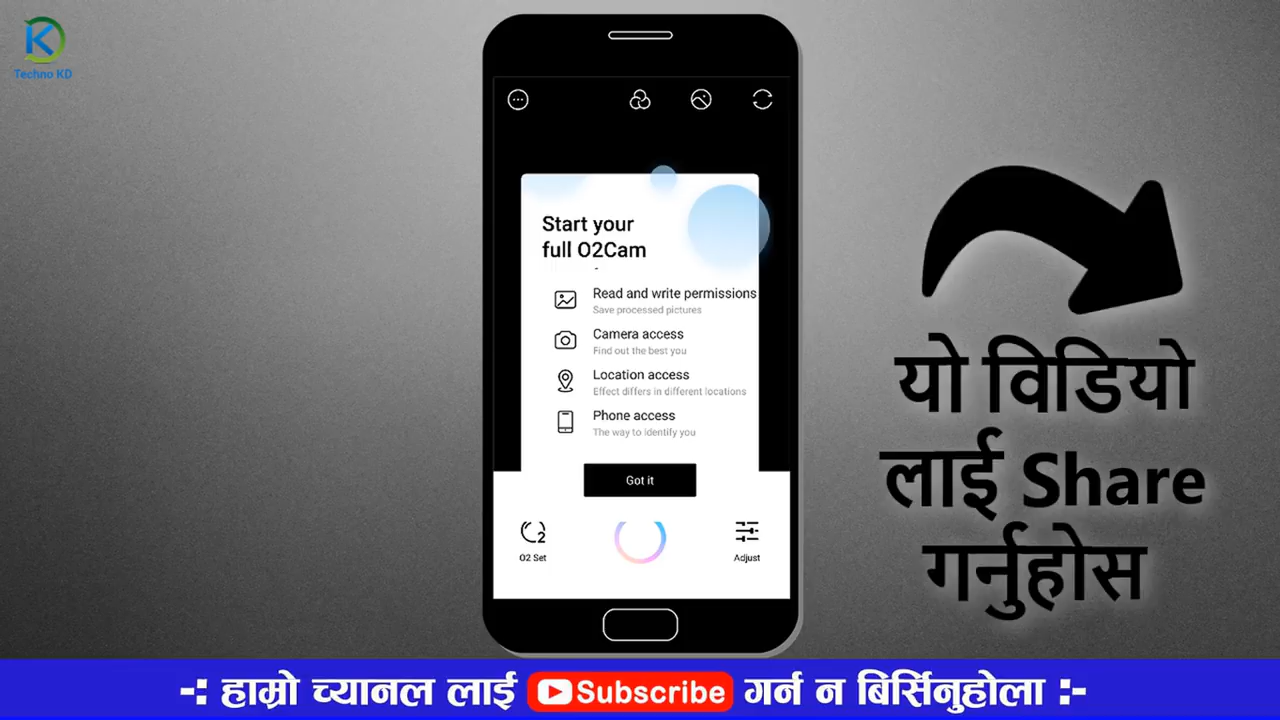 Techno KD
Start your
full O2Cam
Read and write permissions
Save processed pictures
Camera access
Find out the best you
Location access
Effect differs in different locations
Phone access
The way to identify you
Got it
O2 Set
Adjust
यो विडियो
लाई Share
गर्नुहोस
-: हाम्रो च्यानल लाई Subscribe गर्न न बिर्सिनुहोला :-